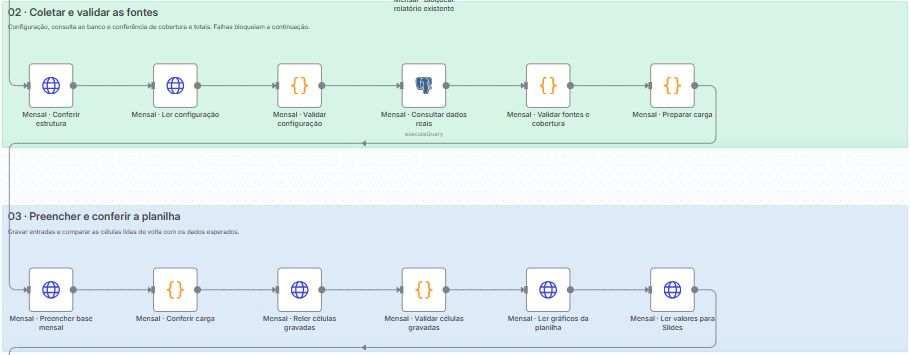 Mensal · Bloquear
relatório existente
02 · Coletar e validar as fontes
Configuração, consulta ao banco e conferência de cobertura e totais. Falhas bloqueiam a continuação.
Mensal · Conferir
estrutura
Mensal · Ler configuração
Mensal · Validar
configuração
Mensal · Consultar dados
reais
executeQuery
Mensal · Validar fontes e
cobertura
Mensal · Preparar carga
03 · Preencher e conferir a planilha
Gravar entradas e comparar as células lidas de volta com os dados esperados.
Mensal · Preencher base
mensal
Mensal · Conferir carga
Mensal · Reler células
gravadas
Mensal · Validar células
gravadas
Mensal · Ler gráficos da
planilha
Mensal · Ler valores para
Slides